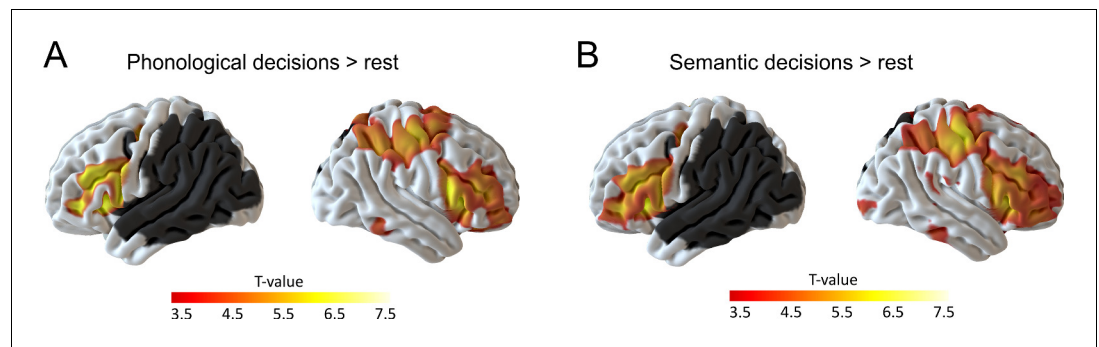 A
Phonological decisions > rest
B
Semantic decisions > rest
T-value
3.5 4.5 5.5 6.5 7.5
T-value
3.5 4.5 5.5 6.5 7.5